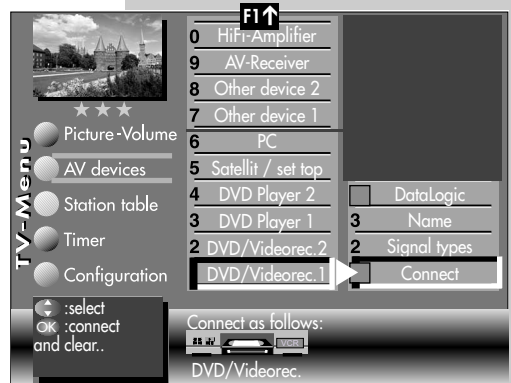 F1↑
0 HiFi-Amplifier
9 AV-Receiver
8 Other device 2
7 Other device 1
6 PC
5 Satellit / set top
4 DVD Player 2
3 DVD Player 1
2 DVD/Videorec.2
DVD/Videorec.1
TV-Menu
Picture-Volume
AV devices
Station table
Timer
Configuration
DataLogic
3 Name
2 Signal types
Connect
:select
OK :connect
and clear..
Connect as follows:
VCR
DVD/Videorec.